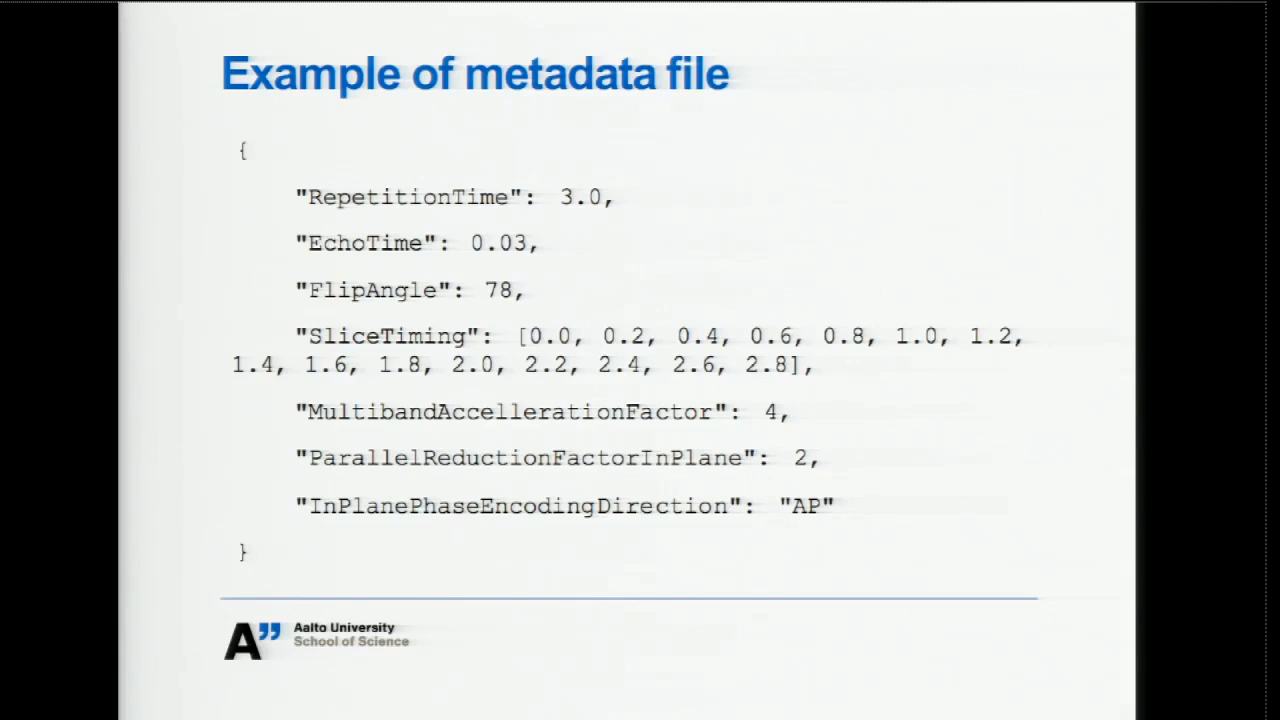 Example of metadata file
{
"RepetitionTime": 3.0,
"EchoTime": 0.03,
"FlipAngle": 78,
"SliceTiming": [0.0, 0.2, 0.4, 0.6, 0.8, 1.0, 1.2,
1.4, 1.6, 1.8, 2.0, 2.2, 2.4, 2.6, 2.8],
"MultibandAccellerationFactor": 4,
"ParallelReductionFactorInPlane": 2,
"InPlanePhaseEncodingDirection": "AP"
}
A”
Aalto University
School of Science